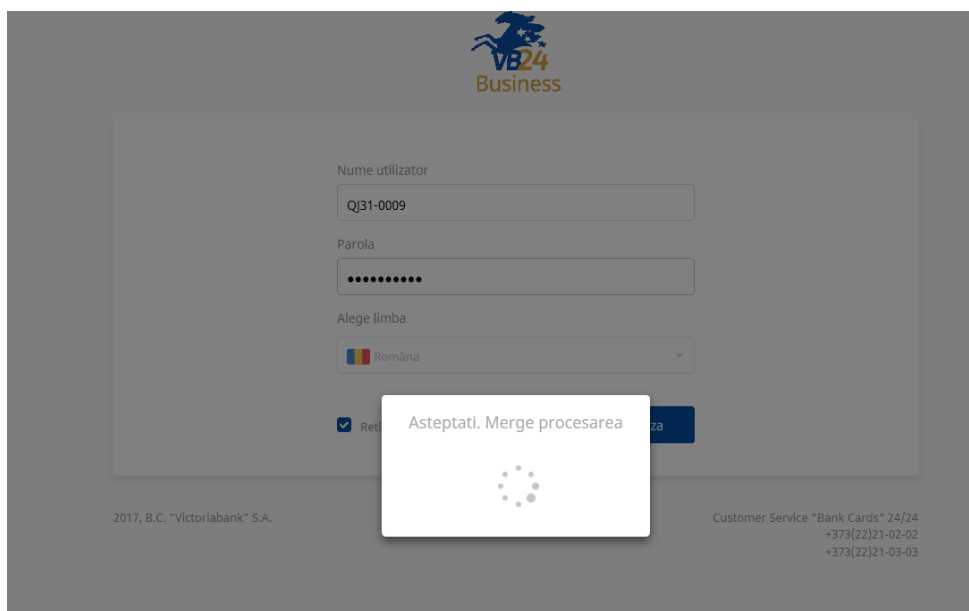 VB24
Business
Nume utilizator
QJ31-0009
Parola
Alege limba
Româna
Asteptati. Merge procesarea
2017, B.C. "Victoriabank" S.A.
Customer Service "Bank Cards" 24/24
+373(22)21-02-02
+373(22)21-03-03